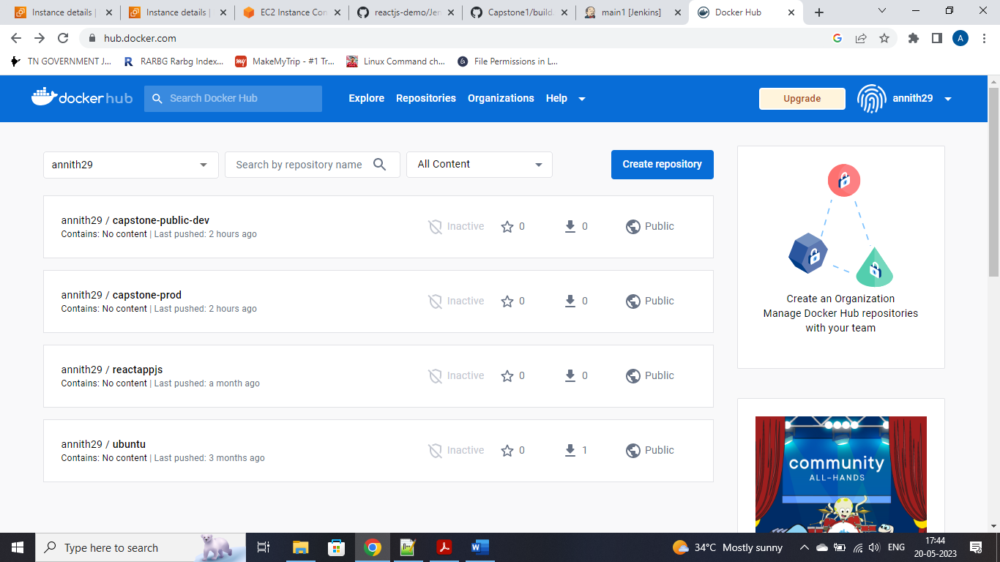 Instance details |
Instance details |
EC2 Instance Con
reactjs-demo/Jen
Capstone1/build.
main1 [Jenkins]
Docker Hub
hub.docker.com
A
TN GOVERNMENT J...
RARBG Rarbg Index...
MakeMyTrip - #1 Tr...
Linux Command ch...
File Permissions in L...
docker hub
Search Docker Hub
Explore
Repositories
Organizations
Help
Upgrade
annith29
annith29
Search by repository name
All Content
Create repository
annith29 / capstone-public-dev
Contains: No content | Last pushed: 2 hours ago
Inactive
0
0
Public
annith29 / capstone-prod
Contains: No content | Last pushed: 2 hours ago
Inactive
0
0
Public
annith29 / reactappjs
Contains: No content | Last pushed: a month ago
Inactive
0
0
Public
annith29 / ubuntu
Contains: No content | Last pushed: 3 months ago
Inactive
0
1
Public
Create an Organization
Manage Docker Hub repositories
with your team
community
ALL-HANDS
Type here to search
34°C Mostly sunny
ENG
17:44
20-05-2023